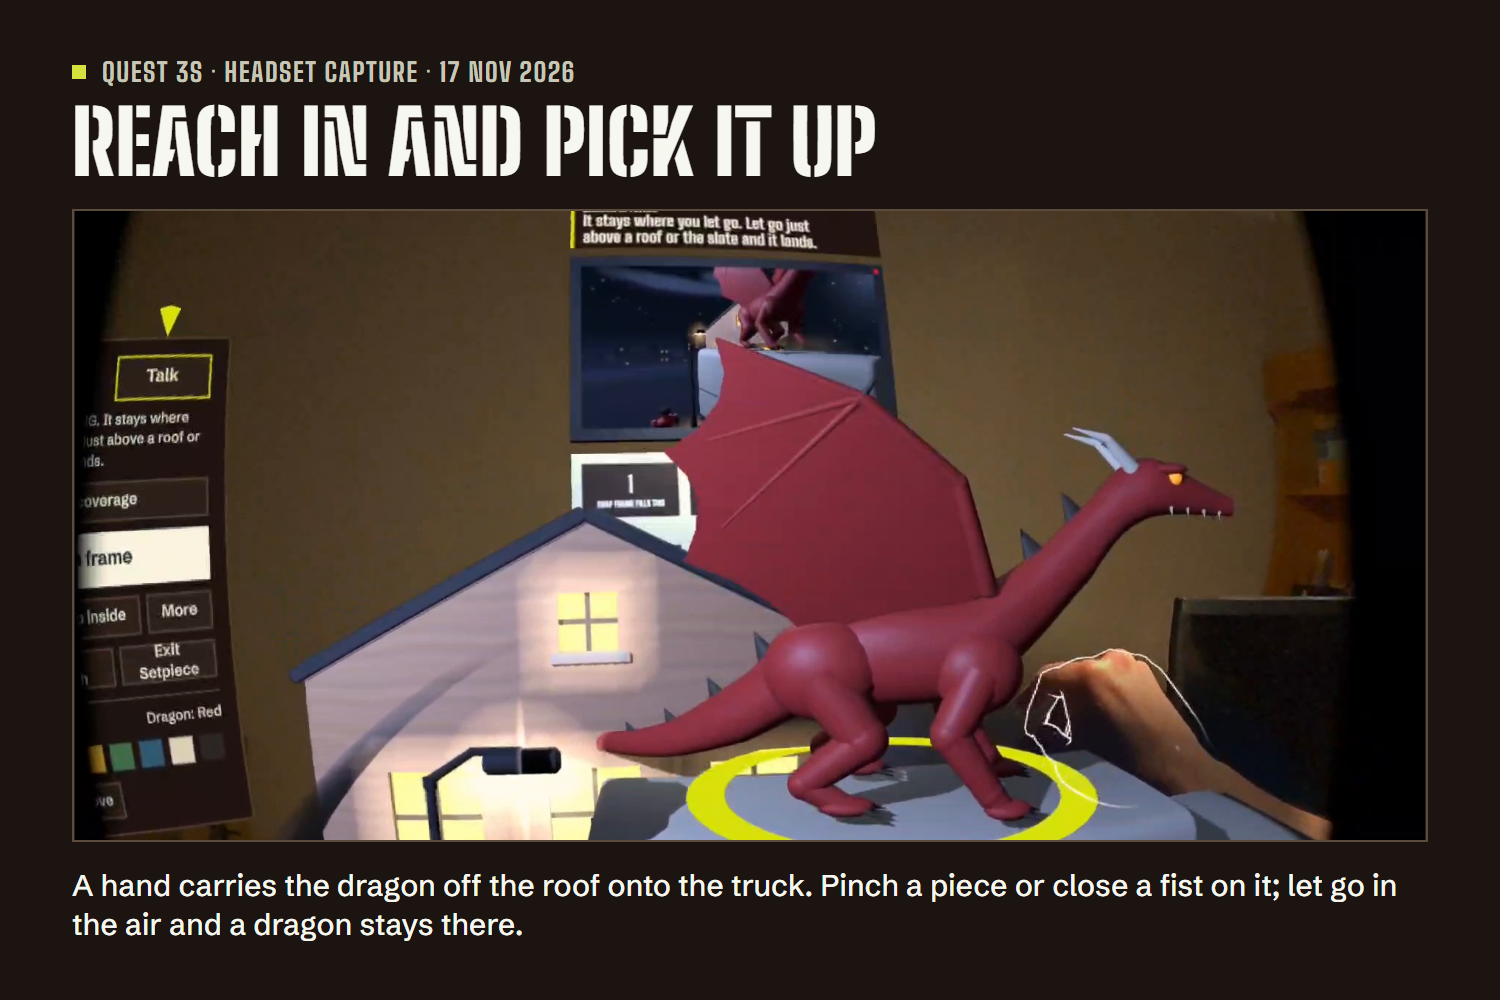 QUEST 3S · HEADSET CAPTURE · 17 NOV 2026
REACH IN AND PICK IT UP
It stays where you let go. Let go just
above a roof or the slate and it lands.
Talk
It stays where
just above a roof or
frame
Inside
More
Exit
Setpiece
Dragon: Red
1
A hand carries the dragon off the roof onto the truck. Pinch a piece or close a fist on it; let go in
the air and a dragon stays there.